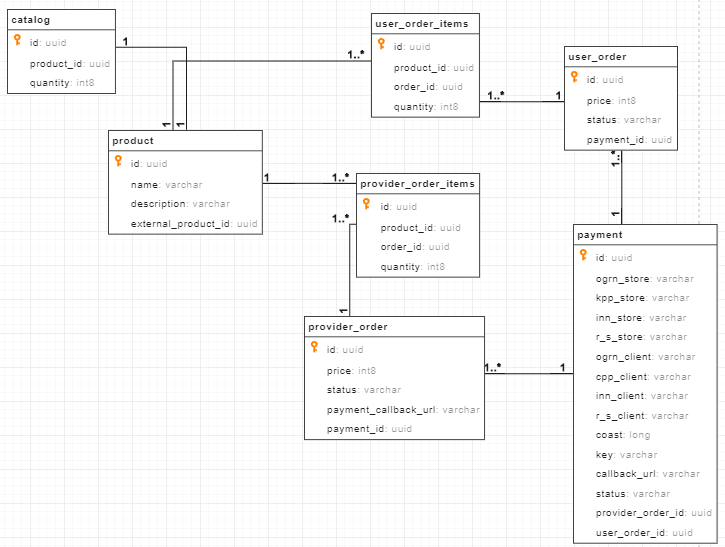 catalog
id: uuid
product_id: uuid
quantity: int8
1
user_order_items
id: uuid
product_id: uuid
order_id: uuid
quantity: int8
1..*
1..*
1
user_order
id: uuid
price: int8
status: varchar
payment_id: uuid
1..*
1
1
1
product
id: uuid
name: varchar
description: varchar
external_product_id: uuid
1
1..*
provider_order_items
id: uuid
product_id: uuid
order_id: uuid
quantity: int8
1..*
1
provider_order
id: uuid
price: int8
status: varchar
payment_callback_url: varchar
payment_id: uuid
1..*
1
payment
id: uuid
ogrn_store: varchar
kpp_store: varchar
inn_store: varchar
r_s_store: varchar
ogrn_client: varchar
cpp_client: varchar
inn_client: varchar
r_s_client: varchar
coast: long
key: varchar
callback_url: varchar
status: varchar
provider_order_id: uuid
user_order_id: uuid